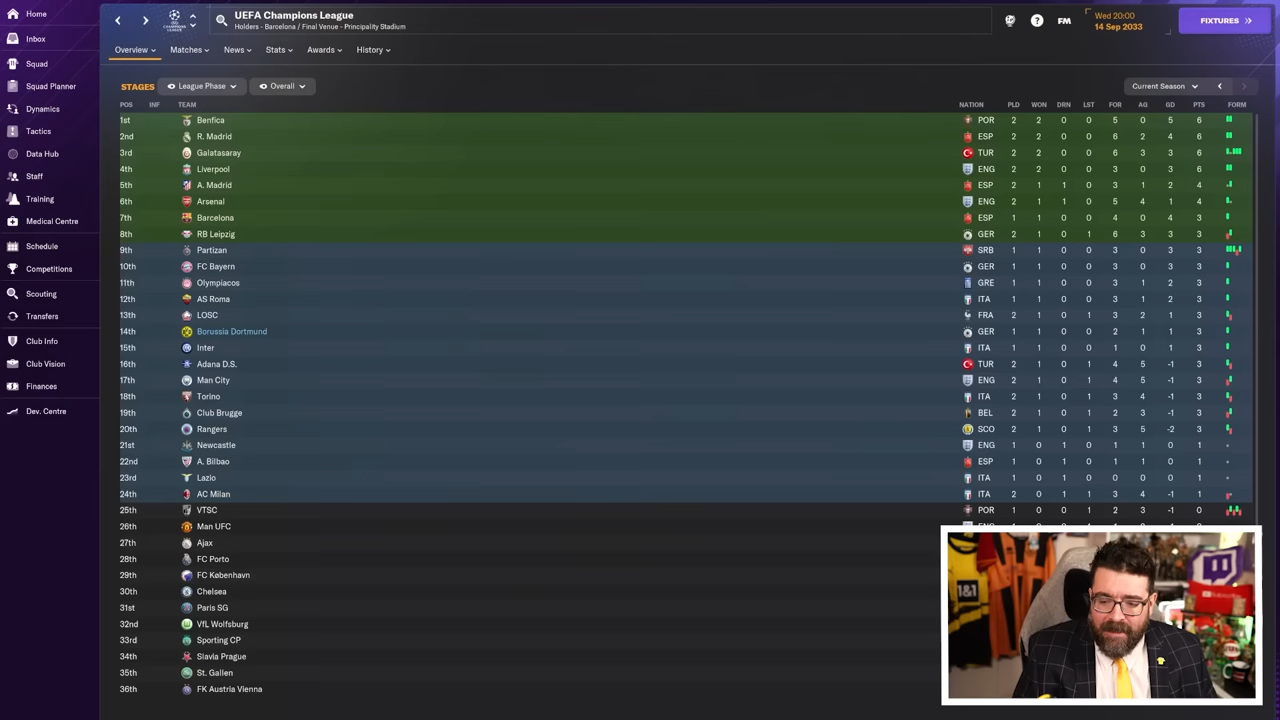 Home
Inbox
Squad
Squad Planner
Dynamics
Tactics
Data Hub
Staff
Training
Medical Centre
Schedule
Competitions
Scouting
Transfers
Club Info
Club Vision
Finances
Dev. Centre
UEFA Champions League
Holders - Barcelona / Final Venue - Principality Stadium
FM
Wed 20:00
14 Sep 2033
FIXTURES
Overview Matches News Stats Awards History
STAGES League Phase Overall Current Season
POS INF TEAM NATION PLD WON DRN LST FOR AG GD PTS FORM
1st Benfica POR 2 2 0 0 5 0 5 6
2nd R. Madrid ESP 2 2 0 0 6 2 4 6
3rd Galatasaray TUR 2 2 0 0 6 3 3 6
4th Liverpool ENG 2 2 0 0 3 0 3 6
5th A. Madrid ESP 2 1 1 0 3 1 2 4
6th Arsenal ENG 2 1 1 0 5 4 1 4
7th Barcelona ESP 1 1 0 0 4 0 4 3
8th RB Leipzig GER 2 1 0 1 6 3 3 3
9th Partizan SRB 1 1 0 0 3 0 3 3
10th FC Bayern GER 1 1 0 0 3 0 3 3
11th Olympiacos GRE 1 1 0 0 3 1 2 3
12th AS Roma ITA 1 1 0 0 3 1 2 3
13th LOSC FRA 2 1 0 1 3 2 1 3
14th Borussia Dortmund GER 1 1 0 0 2 1 1 3
15th Inter ITA 1 1 0 0 1 0 1 3
16th Adana D.S. TUR 2 1 0 1 4 5 -1 3
17th Man City ENG 2 1 0 1 4 5 -1 3
18th Torino ITA 2 1 0 1 3 4 -1 3
19th Club Brugge BEL 2 1 0 1 2 3 -1 3
20th Rangers SCO 2 1 0 1 3 5 -2 3
21st Newcastle ENG 1 0 1 0 1 1 0 1
22nd A. Bilbao ESP 1 0 1 0 1 1 0 1
23rd Lazio ITA 1 0 1 0 0 0 0 1
24th AC Milan ITA 2 0 1 1 3 4 -1 1
25th VTSC POR 1 0 0 1 2 3 -1 0
26th Man UFC
27th Ajax
28th FC Porto
29th FC København
30th Chelsea
31st Paris SG
32nd VfL Wolfsburg
33rd Sporting CP
34th Slavia Prague
35th St. Gallen
36th FK Austria Vienna
1&1